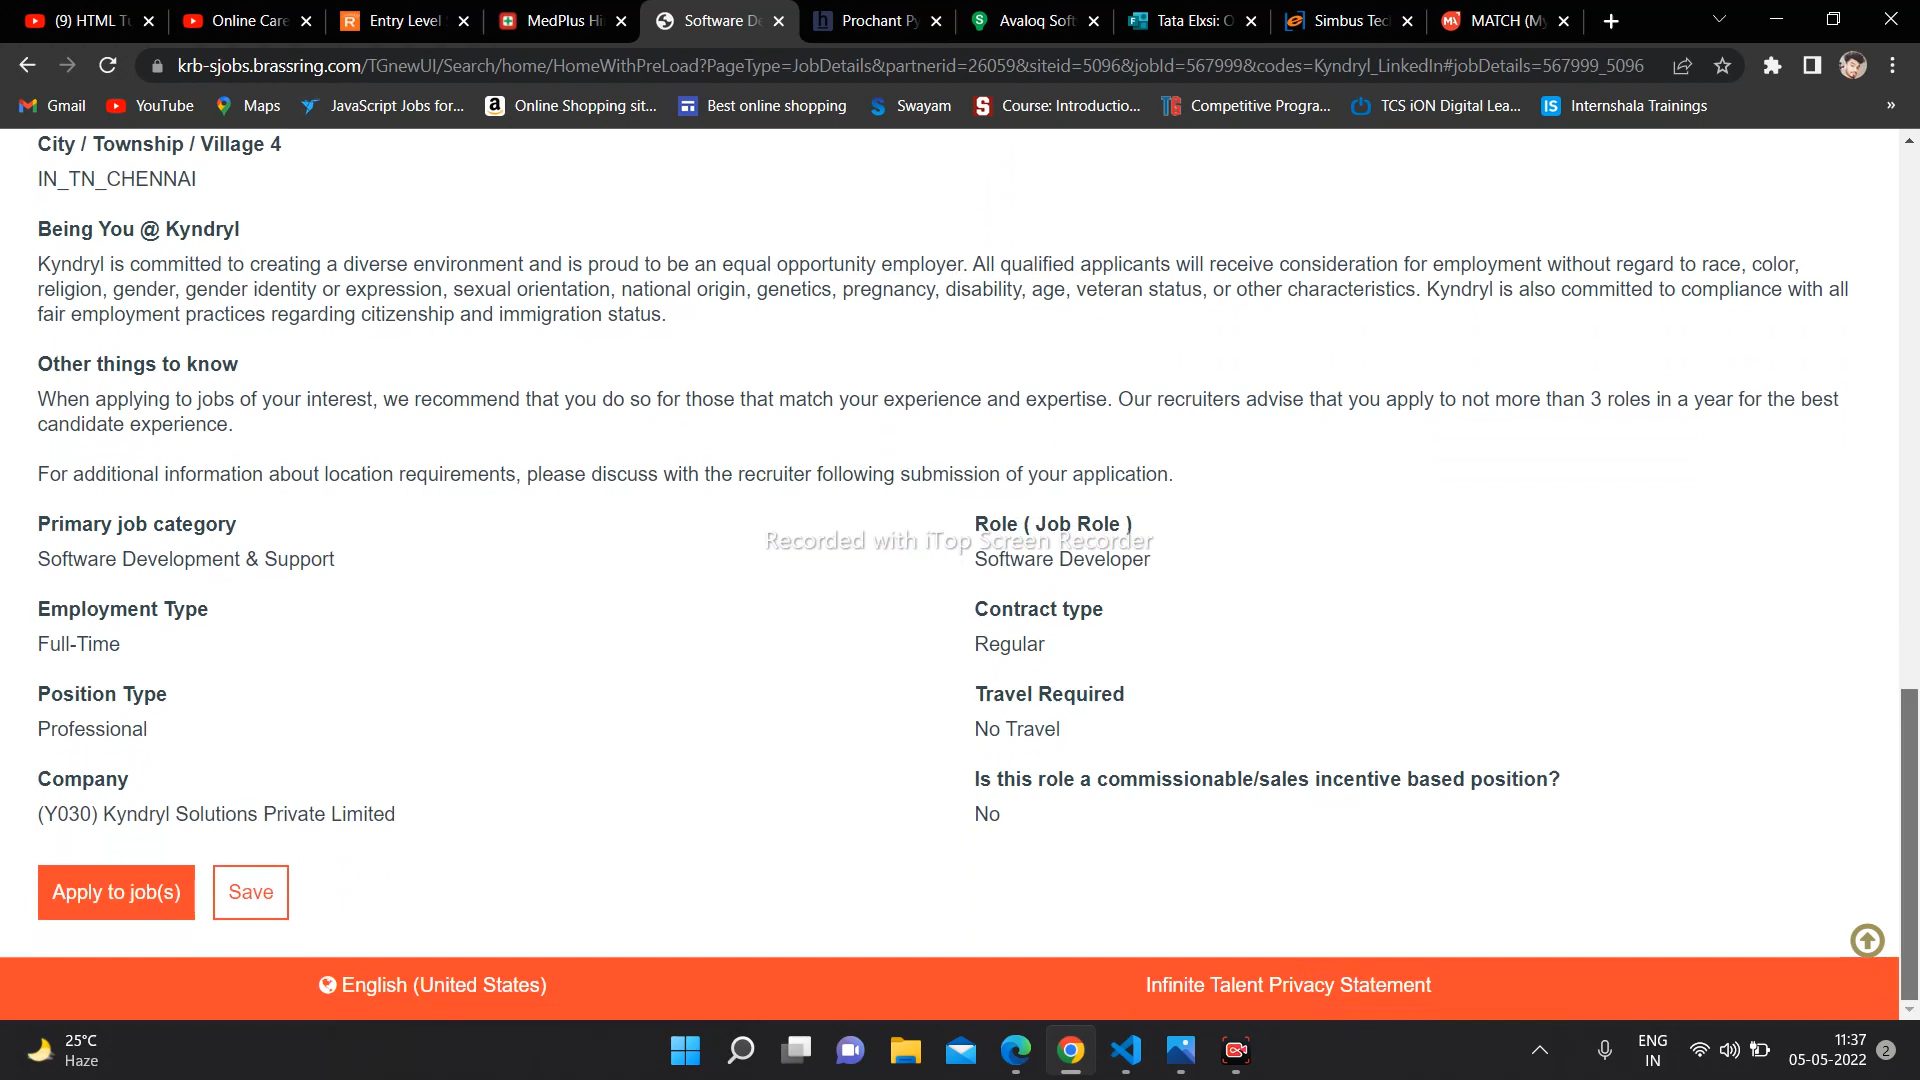 (9) HTML Tu
Online Care
Entry Level
MedPlus Hi
Software De
Prochant Py
Avaloq Soft
Tata Elxsi: O
Simbus Tec
MATCH (My
krb-sjobs.brassring.com/TGnewUI/Search/home/HomeWithPreLoad?PageType=JobDetails&partnerid=26059&siteid=5096&jobId=567999&codes=Kyndryl_LinkedIn#jobDetails=567999_5096
Gmail
YouTube
Maps
JavaScript Jobs for...
Online Shopping sit...
Best online shopping
Swayam
Course: Introductio...
Competitive Progra...
TCS iON Digital Lea...
Internshala Trainings
»
City / Township / Village 4
IN_TN_CHENNAI
Being You @ Kyndryl
Kyndryl is committed to creating a diverse environment and is proud to be an equal opportunity employer. All qualified applicants will receive consideration for employment without regard to race, color,
religion, gender, gender identity or expression, sexual orientation, national origin, genetics, pregnancy, disability, age, veteran status, or other characteristics. Kyndryl is also committed to compliance with all
fair employment practices regarding citizenship and immigration status.
Other things to know
When applying to jobs of your interest, we recommend that you do so for those that match your experience and expertise. Our recruiters advise that you apply to not more than 3 roles in a year for the best
candidate experience.
For additional information about location requirements, please discuss with the recruiter following submission of your application.
Primary job category
Software Development & Support
Role ( Job Role )
Recorded with iTop Screen Recorder
Software Developer
Employment Type
Full-Time
Contract type
Regular
Position Type
Professional
Travel Required
No Travel
Company
(Y030) Kyndryl Solutions Private Limited
Is this role a commissionable/sales incentive based position?
No
Apply to job(s)
Save
English (United States)
Infinite Talent Privacy Statement
25°C
Haze
ENG
IN
11:37
05-05-2022
2